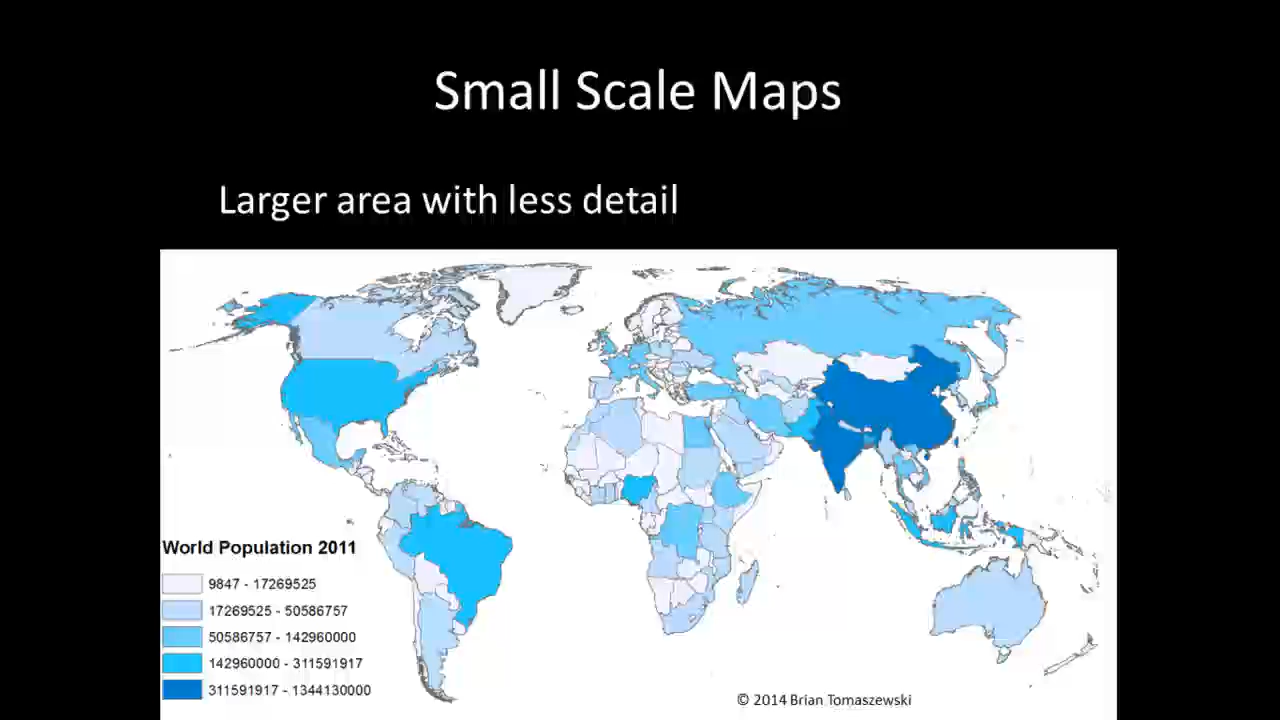 Small Scale Maps
Larger area with less detail
World Population 2011
9847 - 17269525
17269525 - 50586757
50586757 - 142960000
142960000 - 311591917
311591917 - 1344130000
© 2014 Brian Tomaszewski